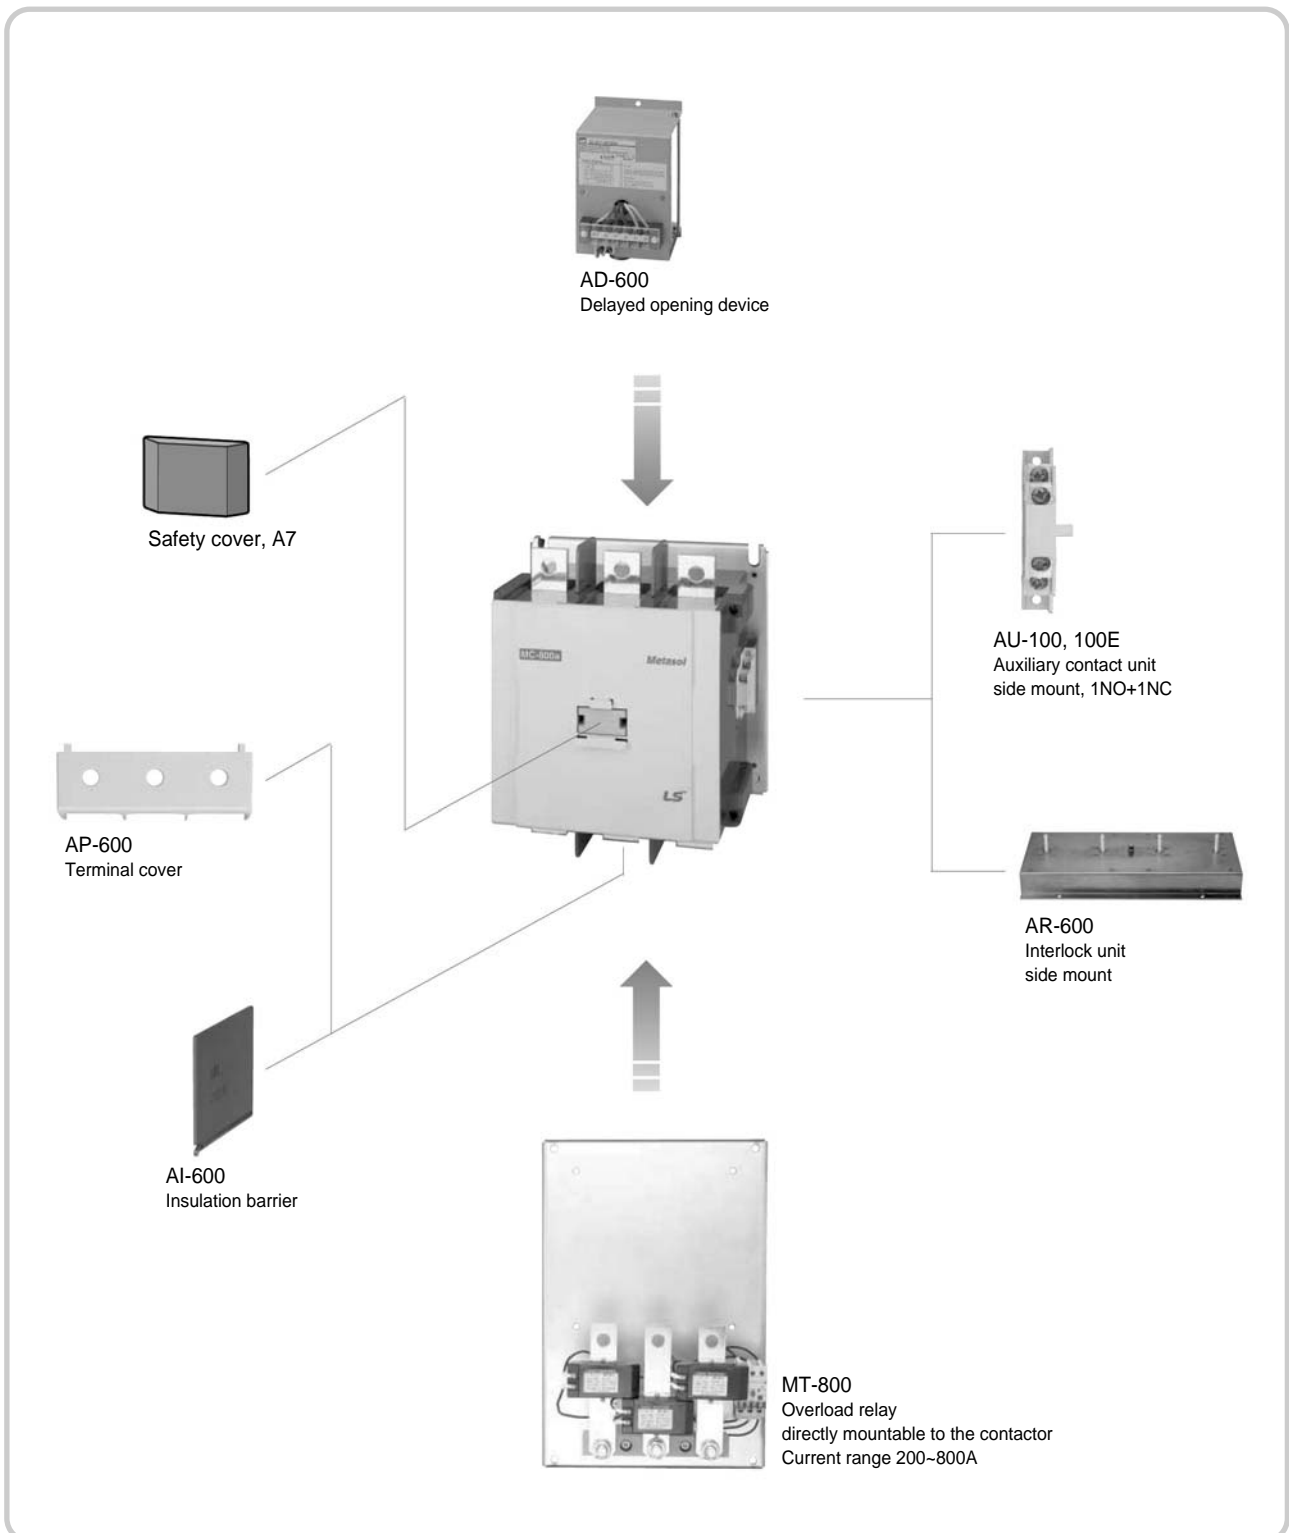 AD-600
Delayed opening device
Safety cover, A7
MC-800a
Metasol
LS
AU-100, 100E
Auxiliary contact unit
side mount, 1NO+1NC
AP-600
Terminal cover
AR-600
Interlock unit
side mount
AI-600
Insulation barrier
MT-800
Overload relay
directly mountable to the contactor
Current range 200~800A